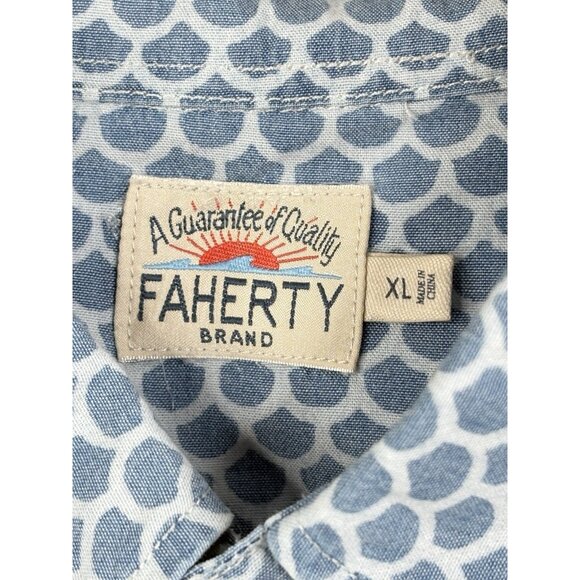 A Guarantee of Quality
FAHERTY
BRAND
XL
MADE IN
CHINA